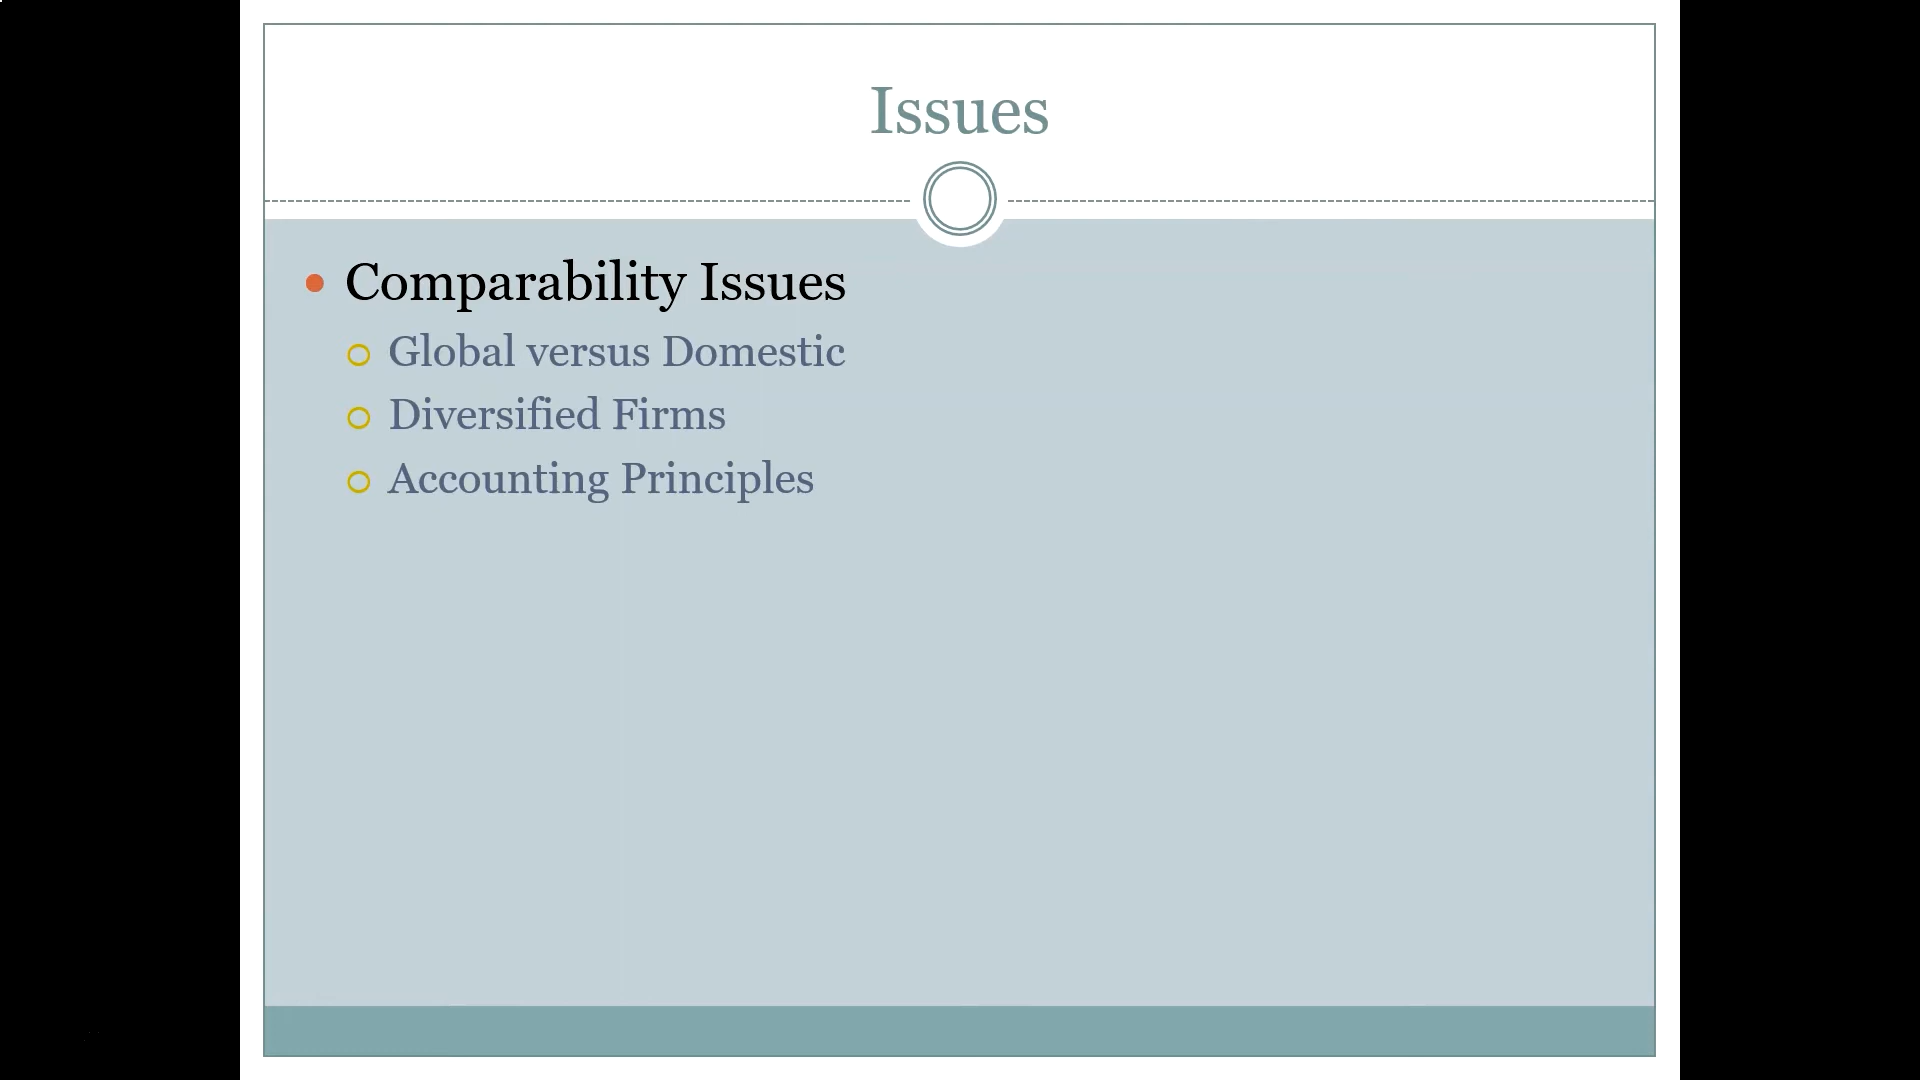 Issues
Comparability Issues
Global versus Domestic
Diversified Firms
Accounting Principles